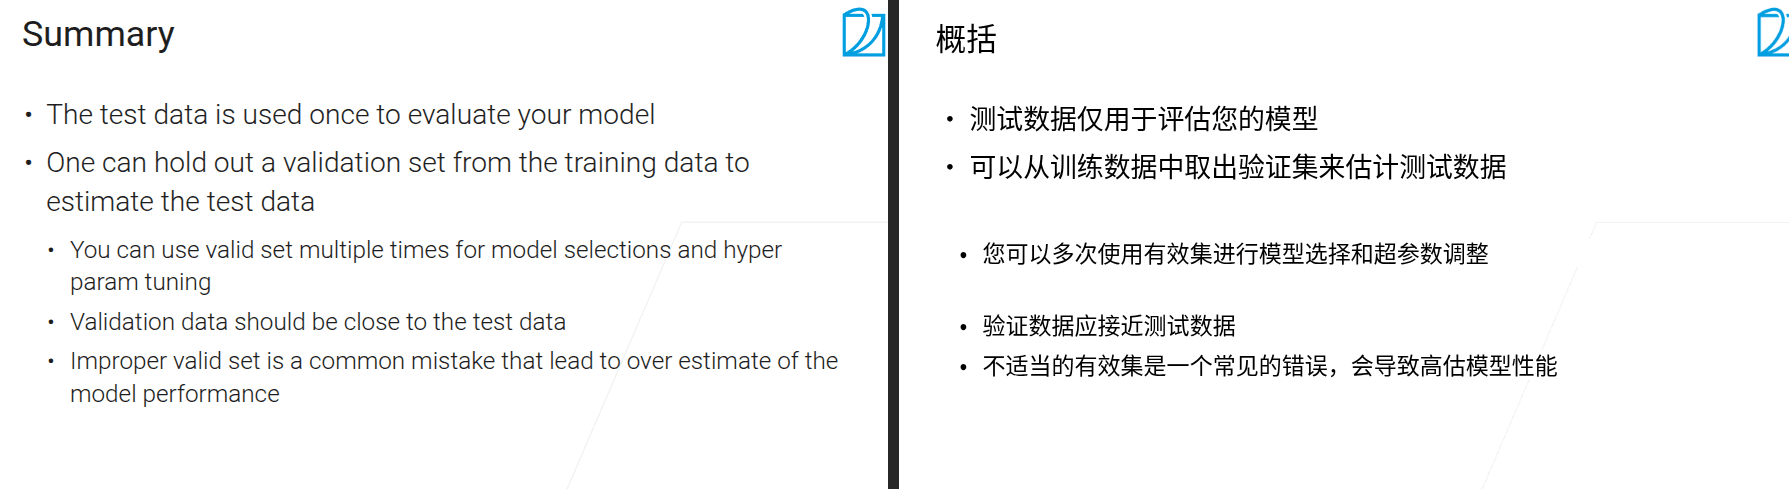 Summary
• The test data is used once to evaluate your model
• One can hold out a validation set from the training data to
estimate the test data
• You can use valid set multiple times for model selections and hyper
param tuning
• Validation data should be close to the test data
• Improper valid set is a common mistake that lead to over estimate of the
model performance
概括
• 测试数据仅用于评估您的模型
• 可以从训练数据中取出验证集来估计测试数据
• 您可以多次使用有效集进行模型选择和超参数调整
• 验证数据应接近测试数据
• 不适当的有效集是一个常见的错误，会导致高估模型性能